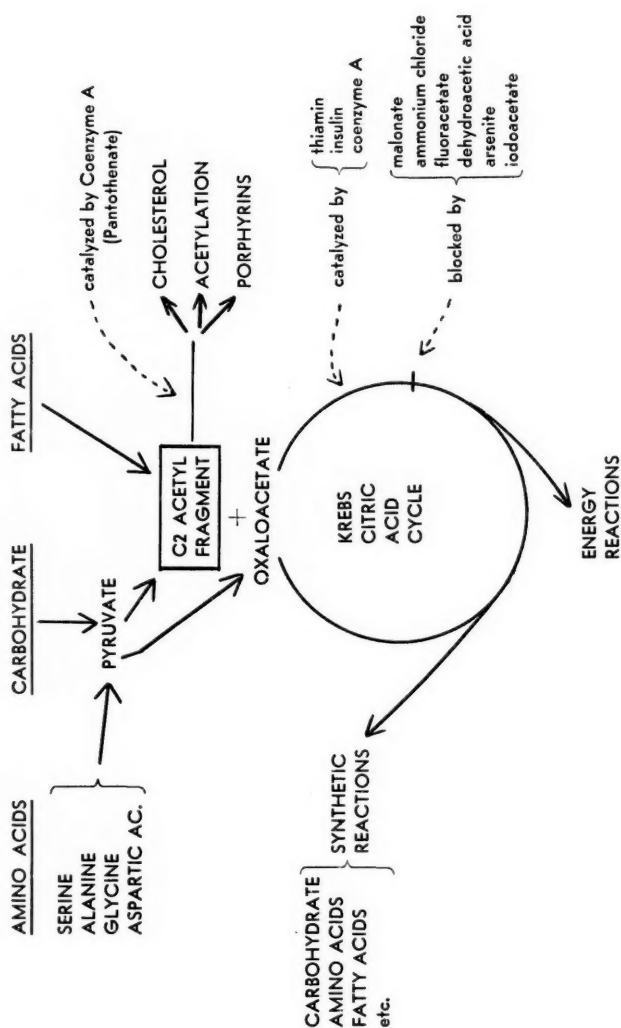 AMINO ACIDS
SERINE
ALANINE
GLYCINE
ASPARTIC AC.
CARBOHYDRATE
PYRUVATE
FATTY ACIDS
C2 ACETYL
FRAGMENT
+
OXALOACETATE
catalyzed by Coenzyme A
(Pantothenate)
CHOLESTEROL
ACETYLATION
PORPHYRINS
KREBS
CITRIC
ACID
CYCLE
catalyzed by
thiamin
insulin
coenzyme A
blocked by
malonate
ammonium chloride
fluoracetate
dehydroacetic acid
arsenite
iodoacetate
CARBOHYDRATE
AMINO ACIDS
FATTY ACIDS
etc.
SYNTHETIC
REACTIONS
ENERGY
REACTIONS